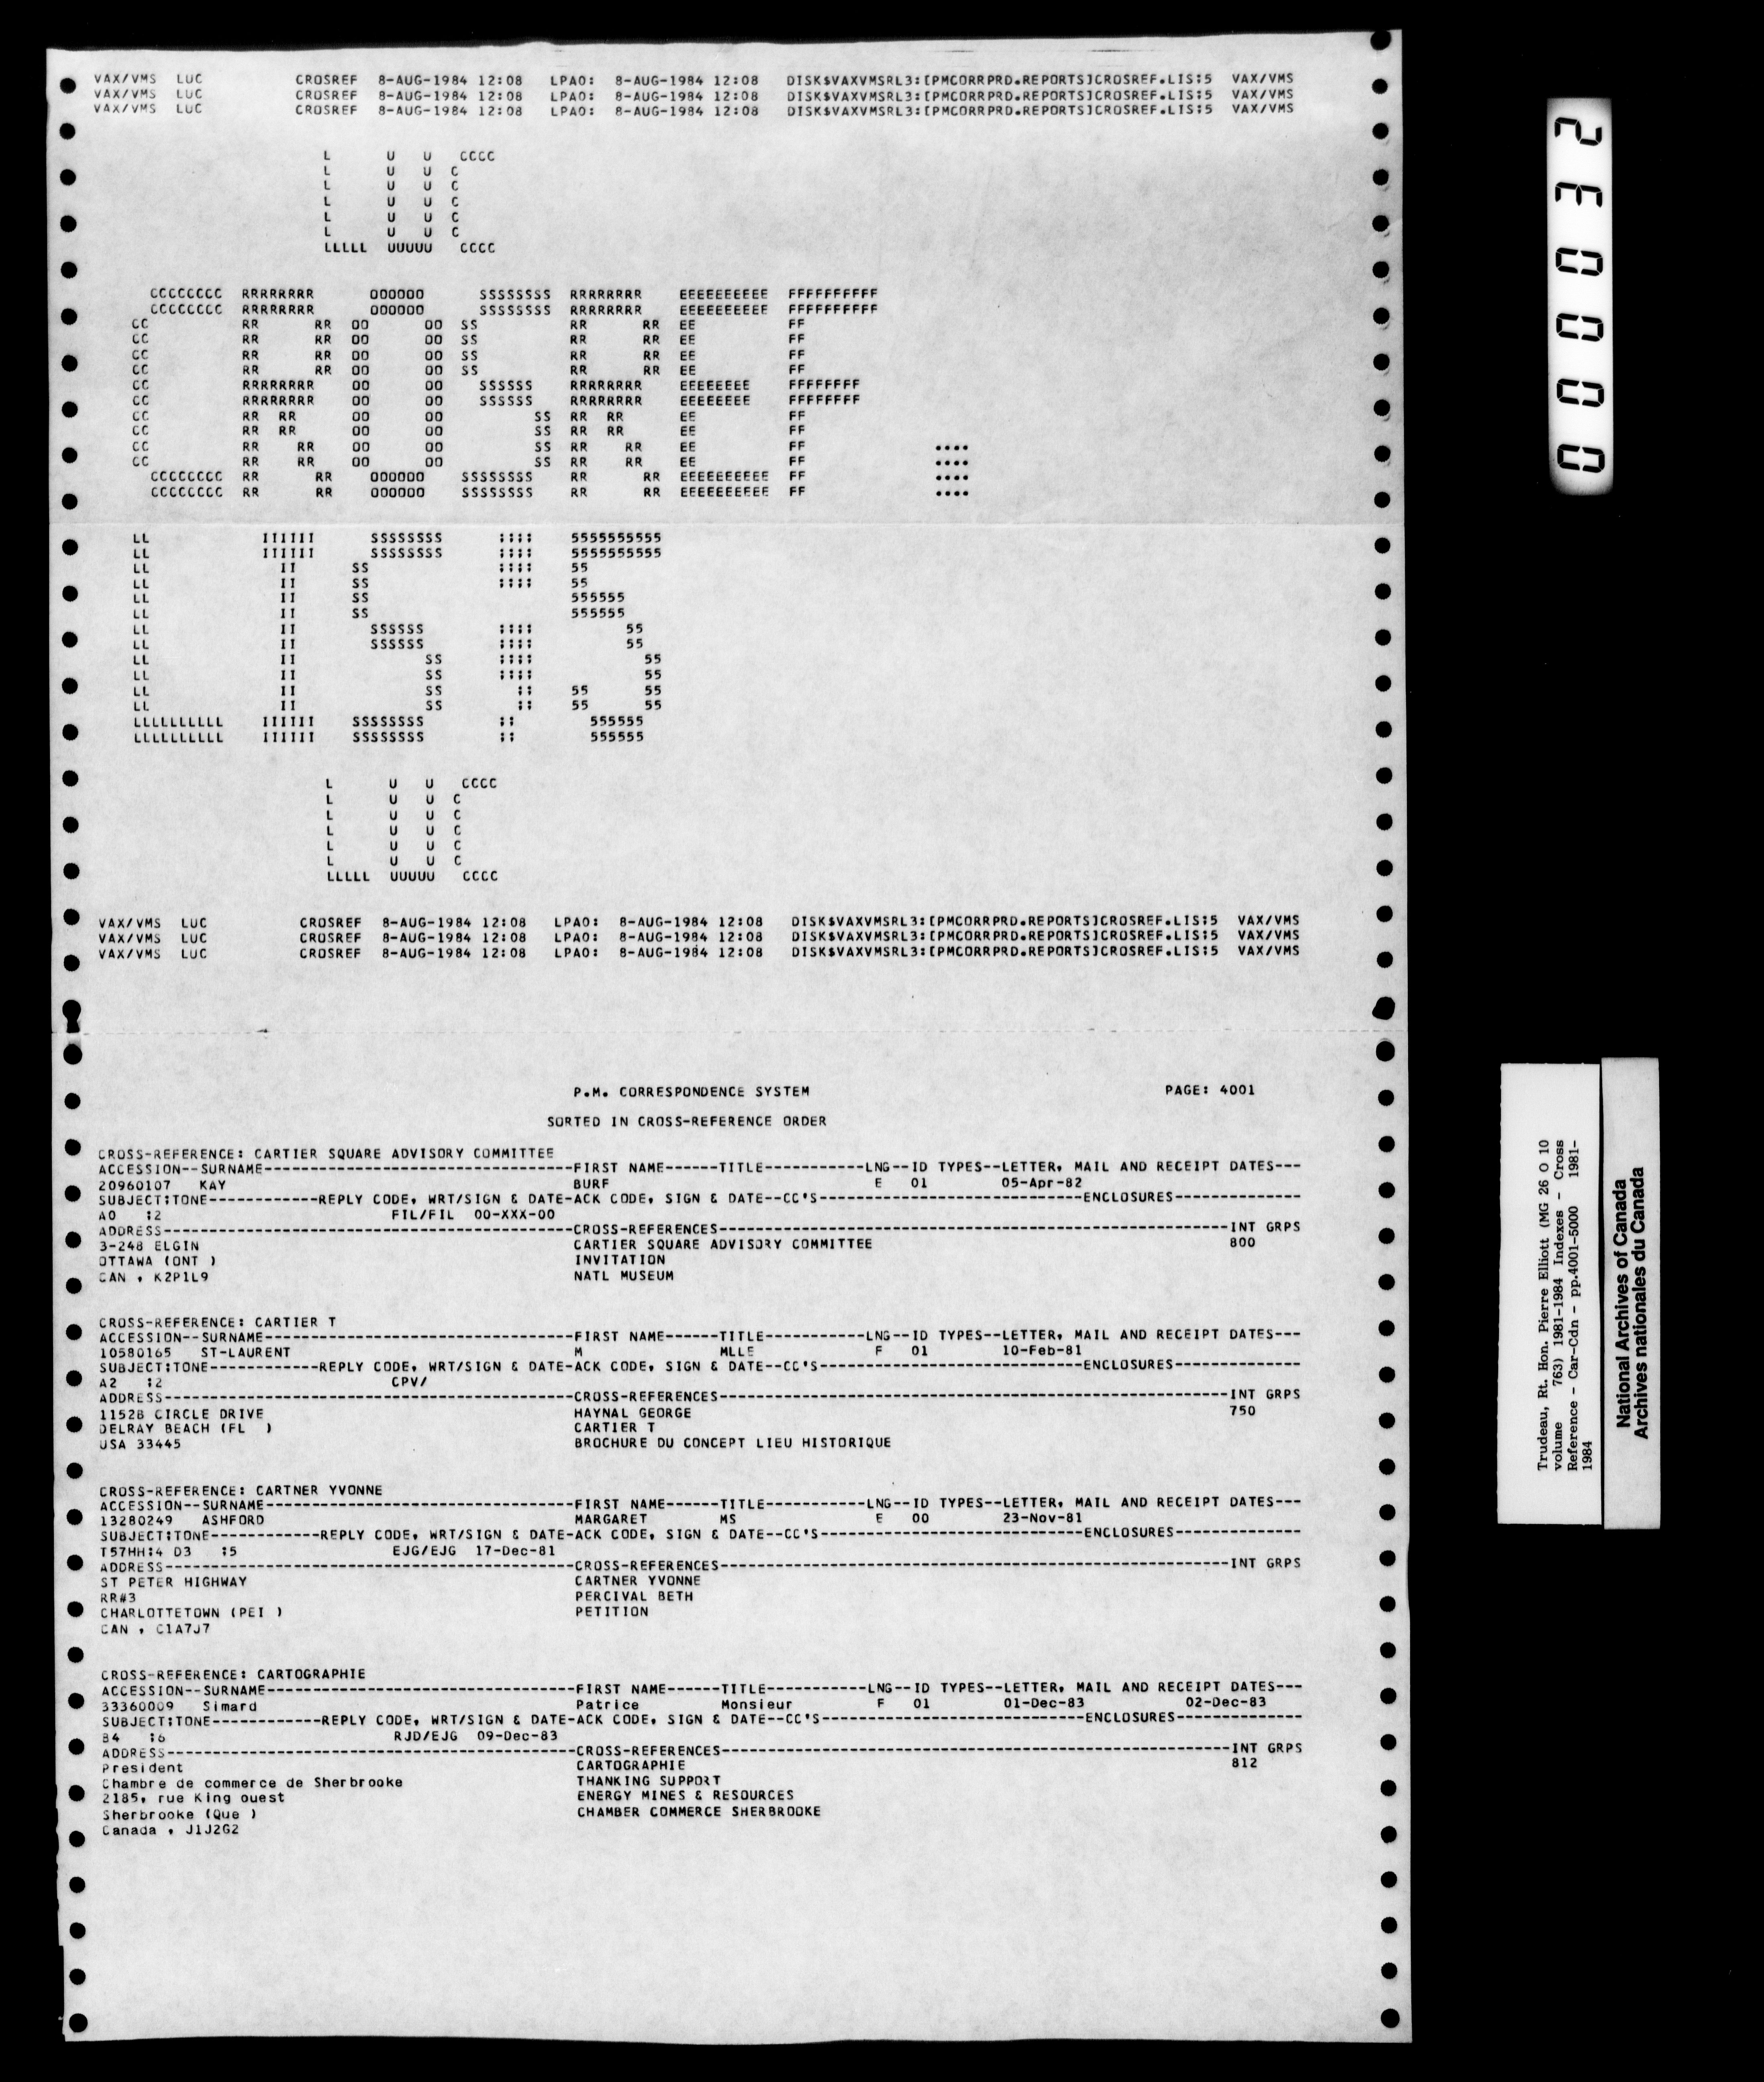 VAX/VMS  LUC          CROSREF  8-AUG-1984 12:08   LPA0:  8-AUG-1984 12:08   DISK$VAXVMSRL3:[PMCORRPRD.REPORTS]CROSREF.LIS;5  VAX/VMS
VAX/VMS  LUC          CROSREF  8-AUG-1984 12:08   LPA0:  8-AUG-1984 12:08   DISK$VAXVMSRL3:[PMCORRPRD.REPORTS]CROSREF.LIS;5  VAX/VMS
VAX/VMS  LUC          CROSREF  8-AUG-1984 12:08   LPA0:  8-AUG-1984 12:08   DISK$VAXVMSRL3:[PMCORRPRD.REPORTS]CROSREF.LIS;5  VAX/VMS
LUC
CROSREF.
LIS;5
LUC
VAX/VMS  LUC          CROSREF  8-AUG-1984 12:08   LPA0:  8-AUG-1984 12:08   DISK$VAXVMSRL3:[PMCORRPRD.REPORTS]CROSREF.LIS;5  VAX/VMS
VAX/VMS  LUC          CROSREF  8-AUG-1984 12:08   LPA0:  8-AUG-1984 12:08   DISK$VAXVMSRL3:[PMCORRPRD.REPORTS]CROSREF.LIS;5  VAX/VMS
VAX/VMS  LUC          CROSREF  8-AUG-1984 12:08   LPA0:  8-AUG-1984 12:08   DISK$VAXVMSRL3:[PMCORRPRD.REPORTS]CROSREF.LIS;5  VAX/VMS
P.M. CORRESPONDENCE SYSTEM          PAGE: 4001
SORTED IN CROSS-REFERENCE ORDER
CROSS-REFERENCE: CARTIER SQUARE ADVISORY COMMITTEE
ACCESSION--SURNAME----------------------------------FIRST NAME------TITLE-----------LNG--ID TYPES--LETTER, MAIL AND RECEIPT DATES---
20960107   KAY          BURF          E   01          05-Apr-82
SUBJECT:TONE------------REPLY CODE, WRT/SIGN & DATE-ACK CODE, SIGN & DATE--CC'S-----------------------------ENCLOSURES--------------
A0   :2          FIL/FIL  00-XXX-00
ADDRESS---------------------------------------------CROSS-REFERENCES--------------------------------------------------------INT GRPS
3-248 ELGIN          CARTIER SQUARE ADVISORY COMMITTEE          800
OTTAWA (ONT )          INVITATION
CAN , K2P1L9          NATL MUSEUM
CROSS-REFERENCE: CARTIER T
ACCESSION--SURNAME----------------------------------FIRST NAME------TITLE-----------LNG--ID TYPES--LETTER, MAIL AND RECEIPT DATES---
10580165   ST-LAURENT          M          MLLE          F   01          10-Feb-81
SUBJECT:TONE------------REPLY CODE, WRT/SIGN & DATE-ACK CODE, SIGN & DATE--CC'S-----------------------------ENCLOSURES--------------
A2   :2          CPV/
ADDRESS---------------------------------------------CROSS-REFERENCES--------------------------------------------------------INT GRPS
1152B CIRCLE DRIVE          HAYNAL GEORGE          750
DELRAY BEACH (FL  )          CARTIER T
USA 33445          BROCHURE DU CONCEPT LIEU HISTORIQUE
CROSS-REFERENCE: CARTNER YVONNE
ACCESSION--SURNAME----------------------------------FIRST NAME------TITLE-----------LNG--ID TYPES--LETTER, MAIL AND RECEIPT DATES---
13280249   ASHFORD          MARGARET        MS          E   00          23-Nov-81
SUBJECT:TONE------------REPLY CODE, WRT/SIGN & DATE-ACK CODE, SIGN & DATE--CC'S-----------------------------ENCLOSURES--------------
T57HH:4 D3   :5          EJG/EJG  17-Dec-81
ADDRESS---------------------------------------------CROSS-REFERENCES--------------------------------------------------------INT GRPS
ST PETER HIGHWAY          CARTNER YVONNE
RR#3          PERCIVAL BETH
CHARLOTTETOWN (PEI )          PETITION
CAN , C1A7J7
CROSS-REFERENCE: CARTOGRAPHIE
ACCESSION--SURNAME----------------------------------FIRST NAME------TITLE-----------LNG--ID TYPES--LETTER, MAIL AND RECEIPT DATES---
33360009   Simard          Patrice         Monsieur          F   01          01-Dec-83          02-Dec-83
SUBJECT:TONE------------REPLY CODE, WRT/SIGN & DATE-ACK CODE, SIGN & DATE--CC'S-----------------------------ENCLOSURES--------------
B4   :6          RJD/EJG  09-Dec-83
ADDRESS---------------------------------------------CROSS-REFERENCES--------------------------------------------------------INT GRPS
President          CARTOGRAPHIE          812
Chambre de commerce de Sherbrooke          THANKING SUPPORT
2185, rue King ouest          ENERGY MINES & RESOURCES
Sherbrooke (Que )          CHAMBER COMMERCE SHERBROOKE
Canada , J1J2G2
000032
Trudeau, Rt. Hon. Pierre Elliott (MG 26 O 10
volume 763) 1981-1984 Indexes - Cross
Reference - Car-Cdn - pp.4001-5000 1981-
1984
National Archives of Canada
Archives nationales du Canada